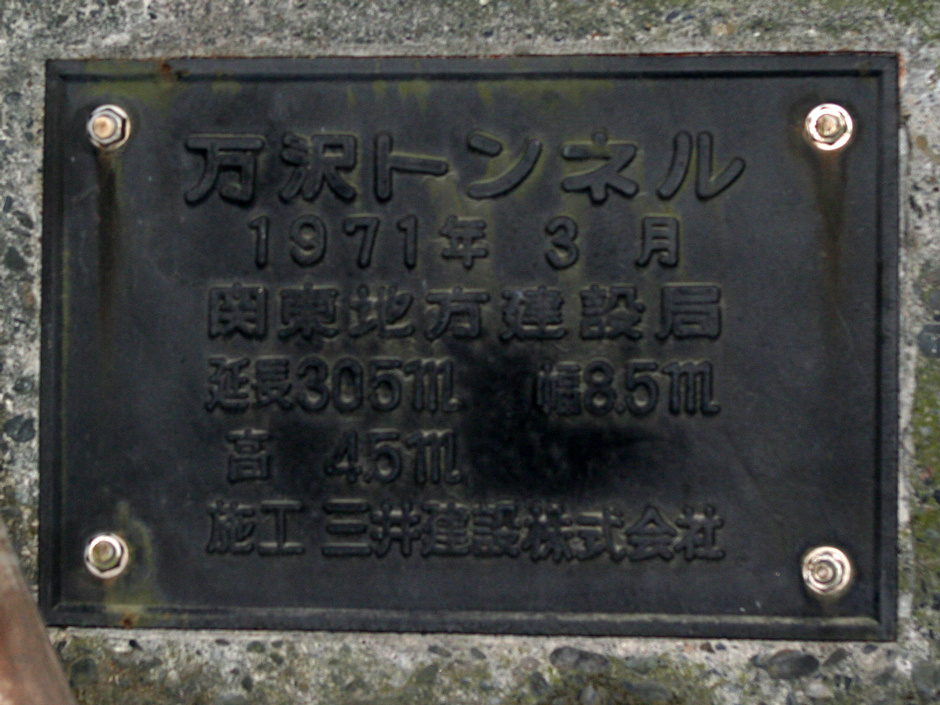 万沢トンネル
1971年 3 月
関東地方建設局
延長305m 幅8.5m
高 4.5m
施工 三井建設株式会社